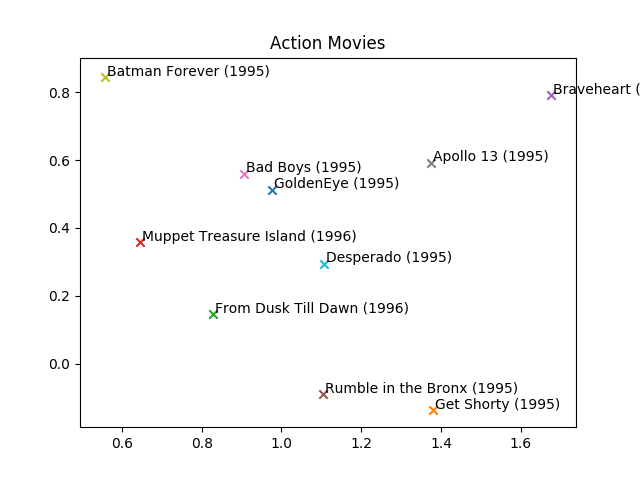 Action Movies
Batman Forever (1995)
Braveheart (
Apollo 13 (1995)
Bad Boys (1995)
GoldenEye (1995)
Muppet Treasure Island (1996)
Desperado (1995)
From Dusk Till Dawn (1996)
Rumble in the Bronx (1995)
Get Shorty (1995)
0.8
0.6
0.4
0.2
0.0
0.6 0.8 1.0 1.2 1.4 1.6